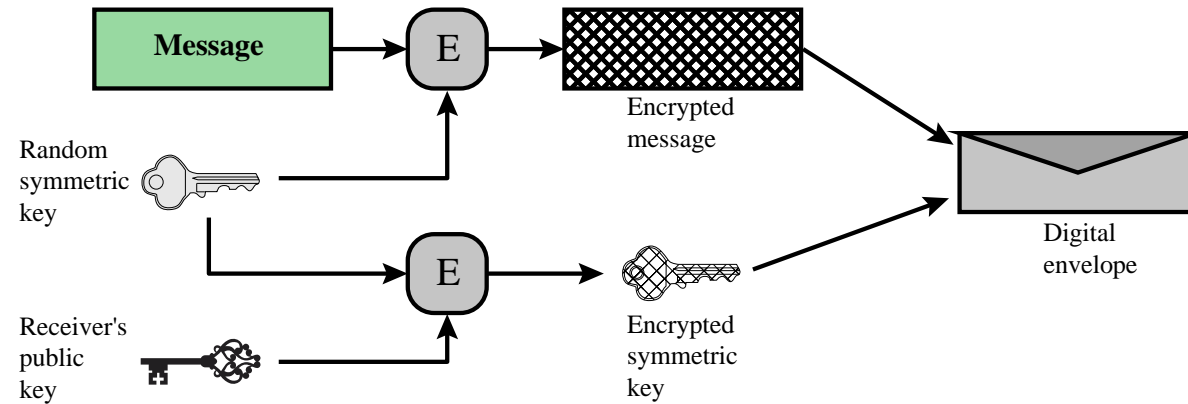 Message
E
Encrypted
message
Random
symmetric
key
E
Digital
envelope
Receiver's
public
key
Encrypted
symmetric
key